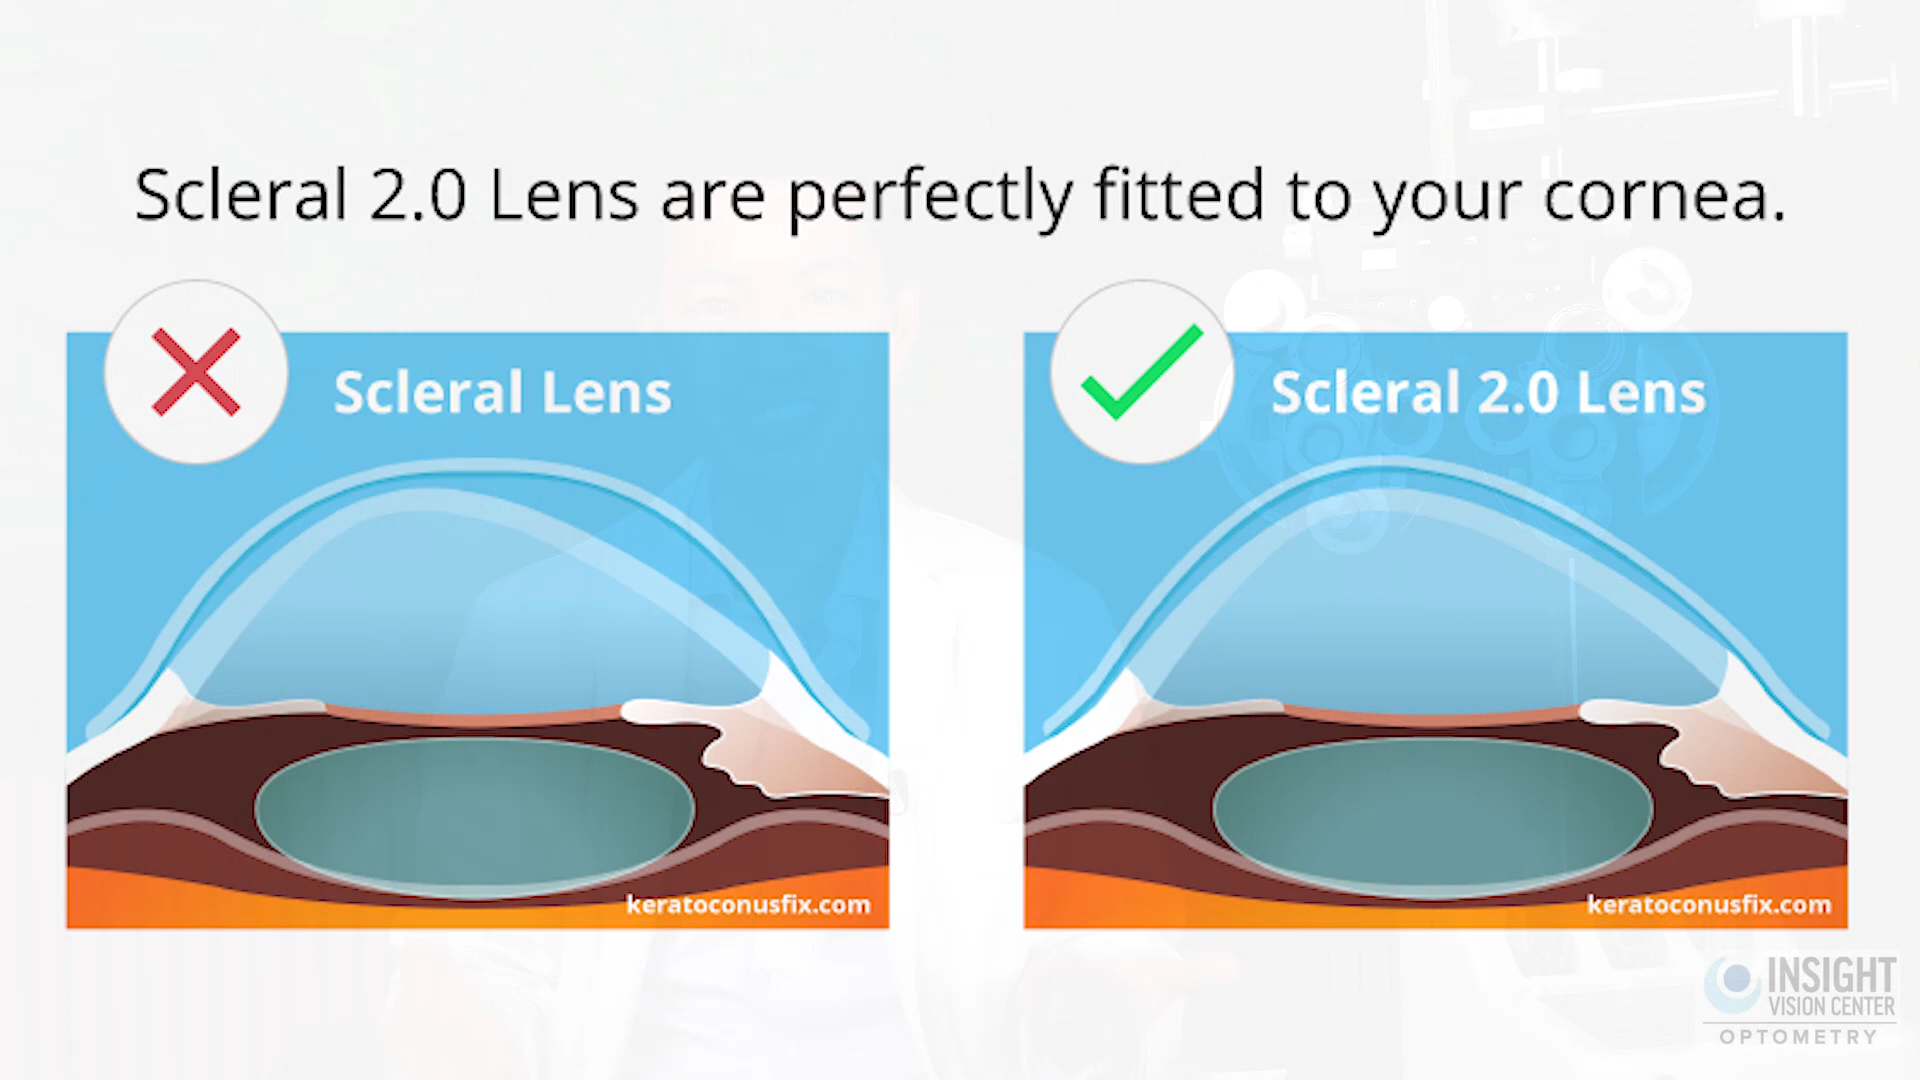 Scleral 2.0 Lens are perfectly fitted to your cornea.
Scleral Lens
Scleral 2.0 Lens
keratoconusfix.com
keratoconusfix.com
INSIGHT
VISION CENTER
OPTOMETRY